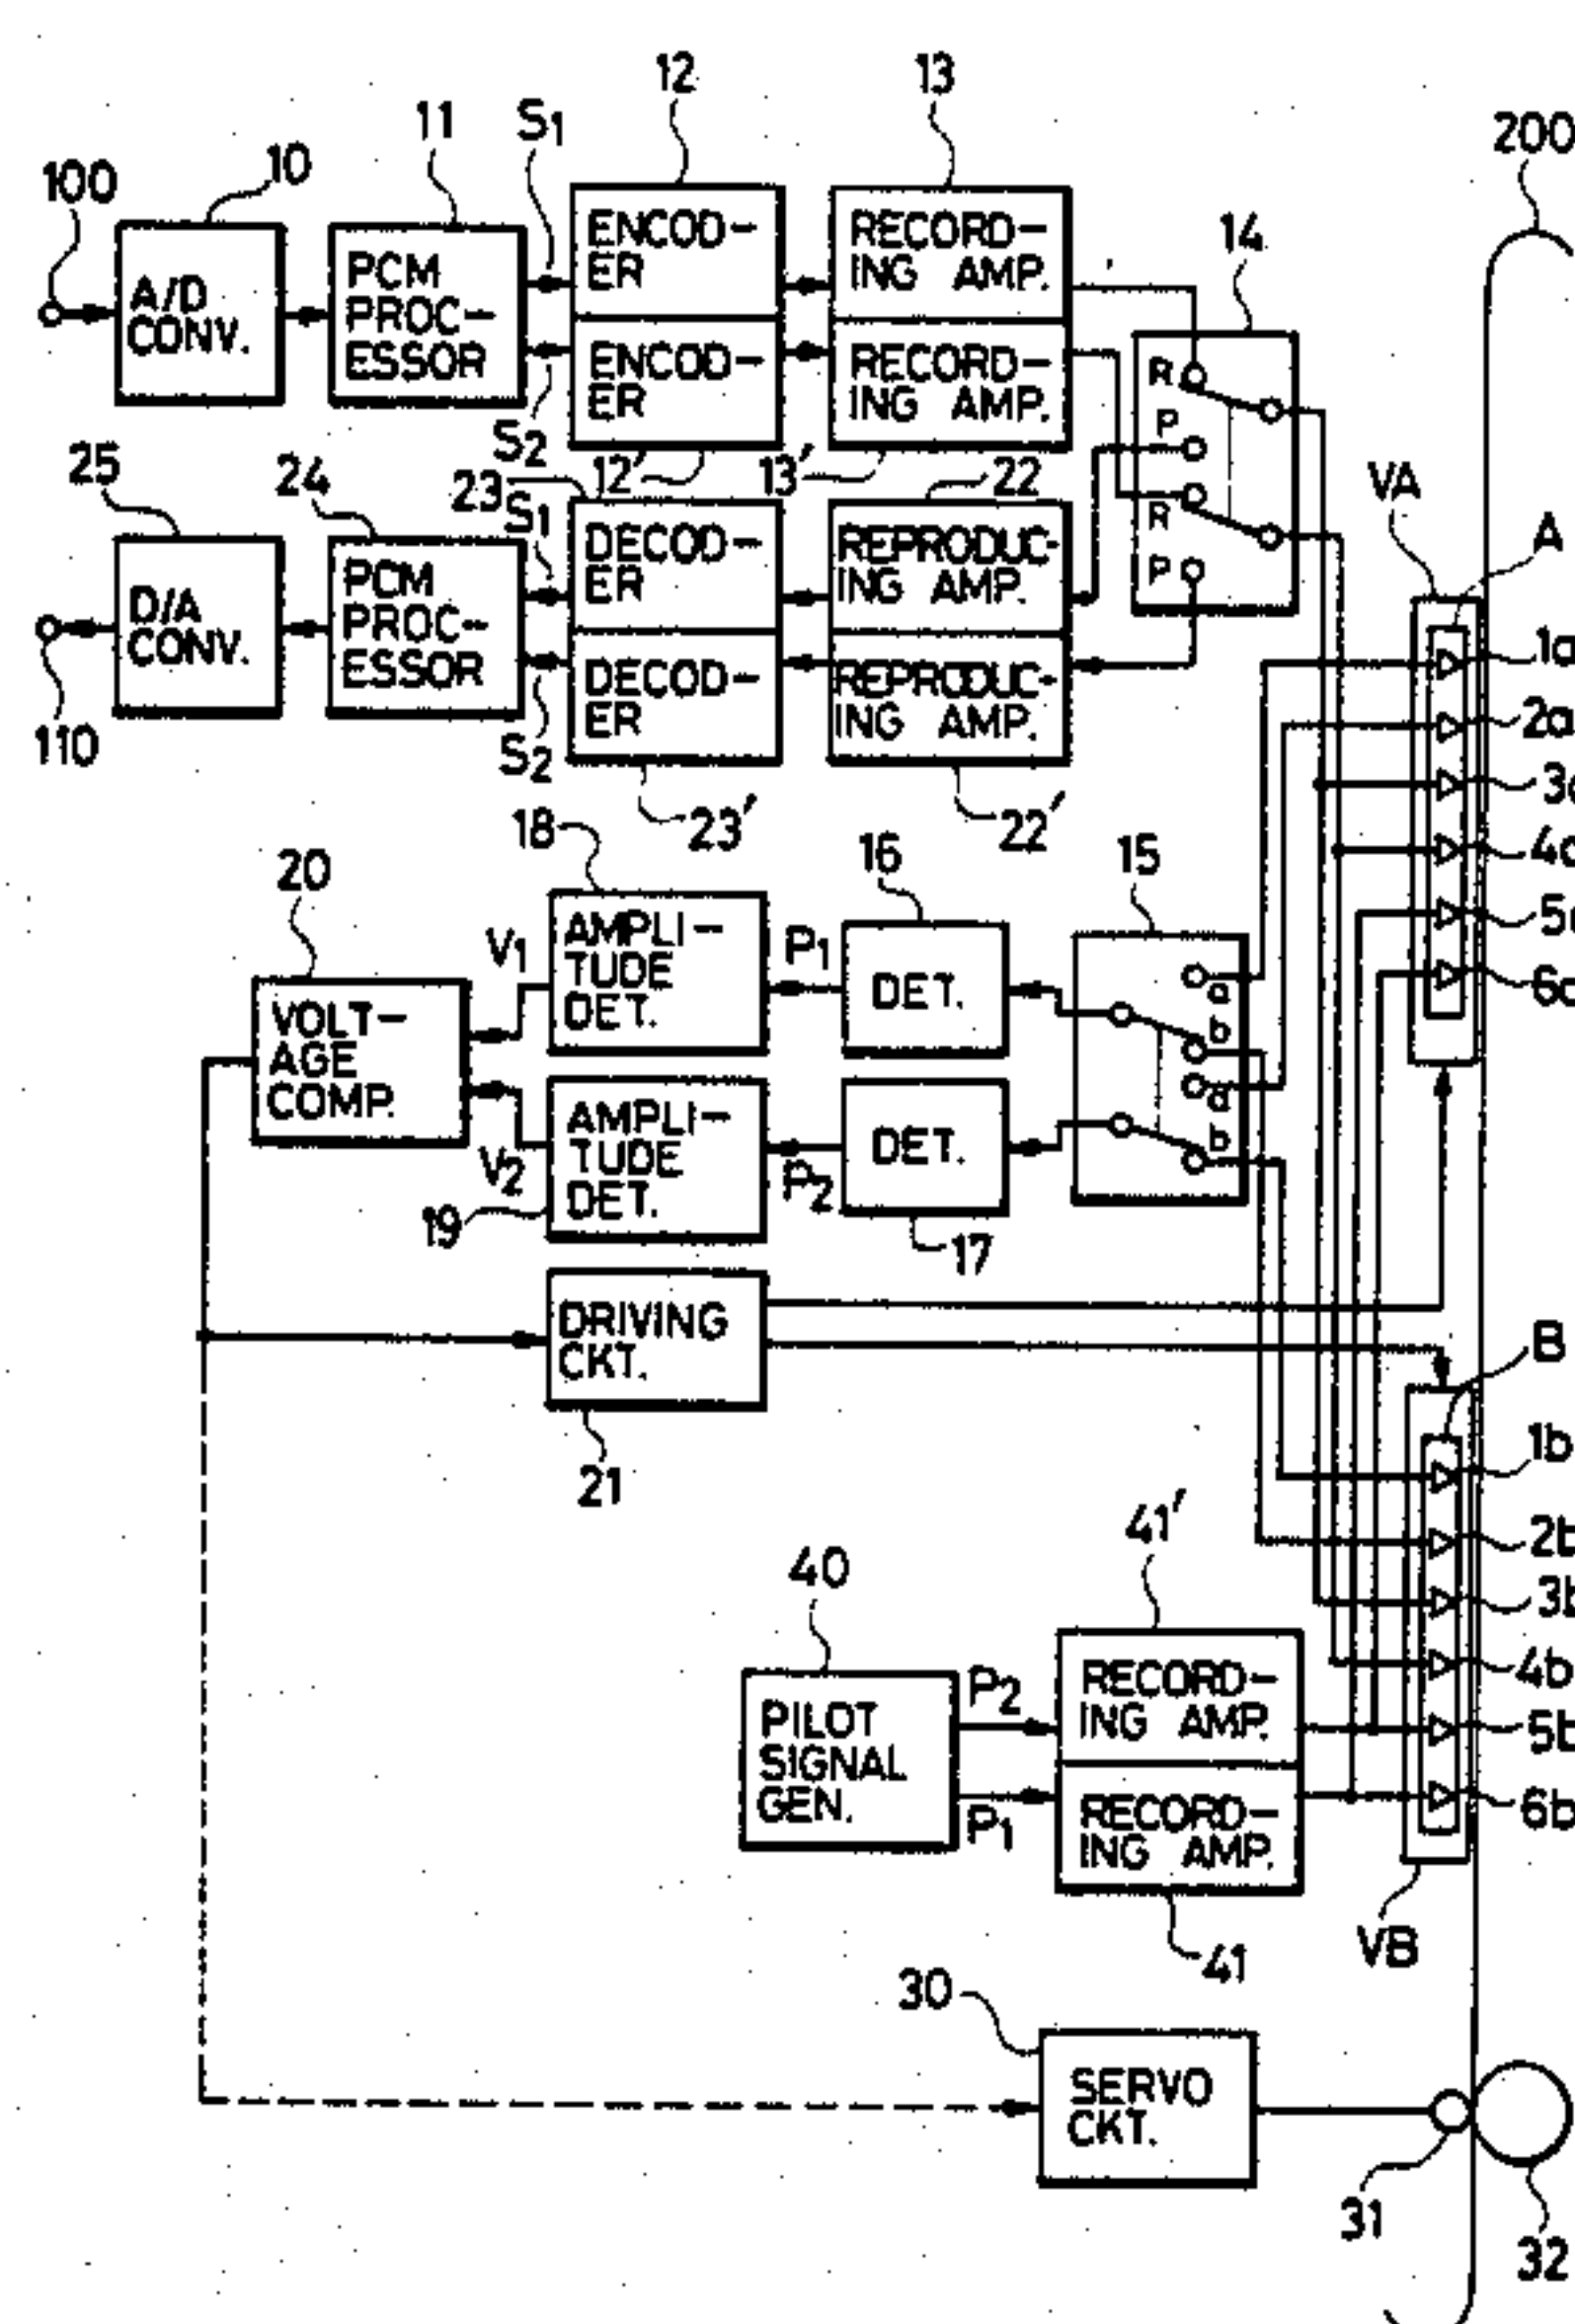 12
13
11
S1
200
10
100
14
A/D
CONV.
PCM
PROC-
ESSOR
ENCOD-
ER
RECORD-
ING AMP.
ENCOD-
ER
RECORD-
ING AMP.
R
P
R
P
S2
12'
13'
22
25
24
23
S1
VA
A
D/A
CONV.
PCM
PROC-
ESSOR
DECOD-
ER
REPRODUC-
ING AMP.
DECOD-
ER
REPRODUC-
ING AMP.
110
S2
23'
22'
1a
2a
18
16
15
20
V1
AMPLI-
TUDE
DET.
P1
DET.
a
b
a
b
VOLT-
AGE
COMP.
V2
AMPLI-
TUDE
DET.
P2
DET.
19
17
DRIVING
CKT.
21
B
1b
2b
3b
4b
5b
6b
41'
40
PILOT
SIGNAL
GEN.
P2
P1
RECORD-
ING AMP.
RECORD-
ING AMP.
41
VB
30
SERVO
CKT.
31
32